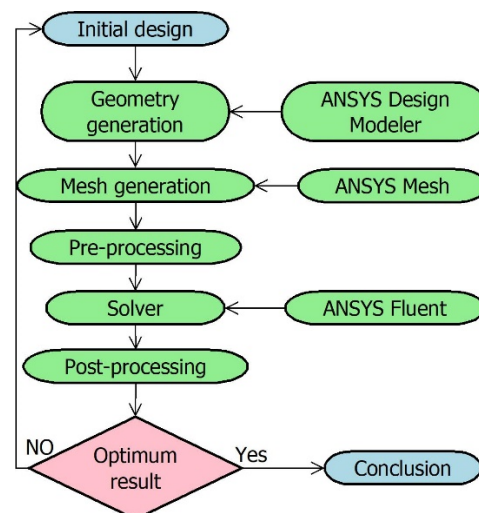 Initial design
Geometry
generation
ANSYS Design
Modeler
Mesh generation
ANSYS Mesh
Pre-processing
Solver
ANSYS Fluent
Post-processing
NO
Optimum
result
Yes
Conclusion